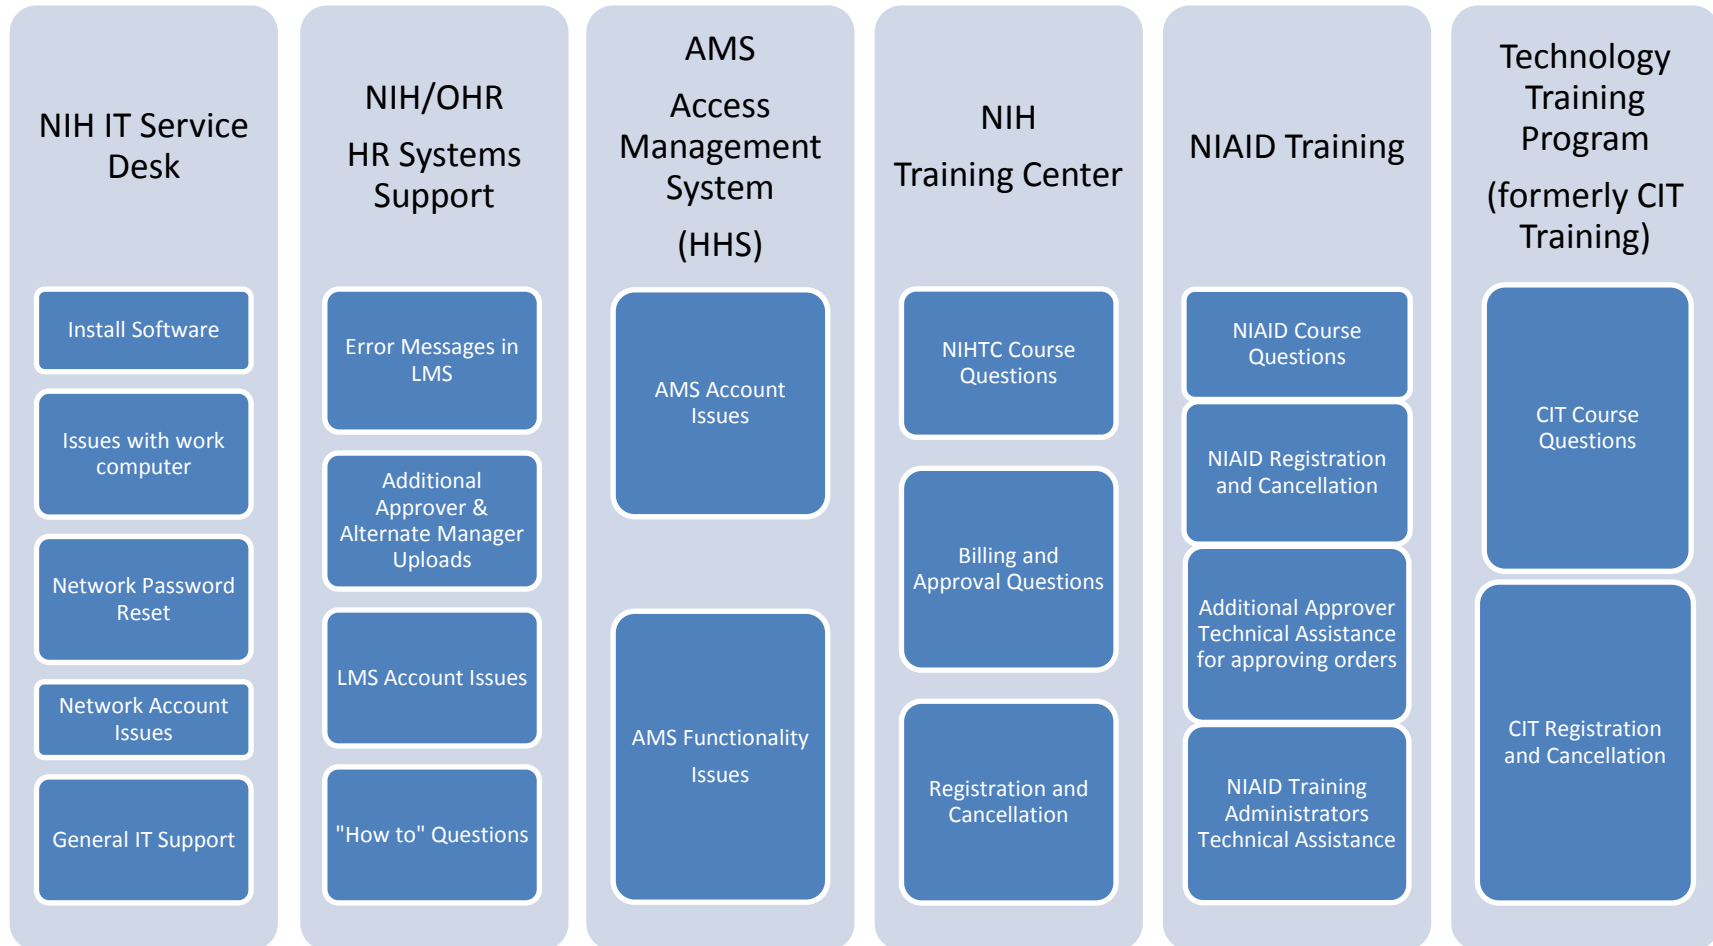 NIH IT Service
Desk
Install Software
Issues with work
computer
Network Password
Reset
Network Account
Issues
General IT Support
NIH/OHR
HR Systems
Support
Error Messages in
LMS
Additional
Approver &
Alternate Manager
Uploads
LMS Account Issues
"How to" Questions
AMS
Access
Management
System
(HHS)
AMS Account
Issues
AMS Functionality
Issues
NIH
Training Center
NIHTC Course
Questions
Billing and
Approval Questions
Registration and
Cancellation
NIAID Training
NIAID Course
Questions
NIAID Registration
and Cancellation
Additional Approver
Technical Assistance
for approving orders
NIAID Training
Administrators
Technical Assistance
Technology
Training
Program
(formerly CIT
Training)
CIT Course
Questions
CIT Registration
and Cancellation